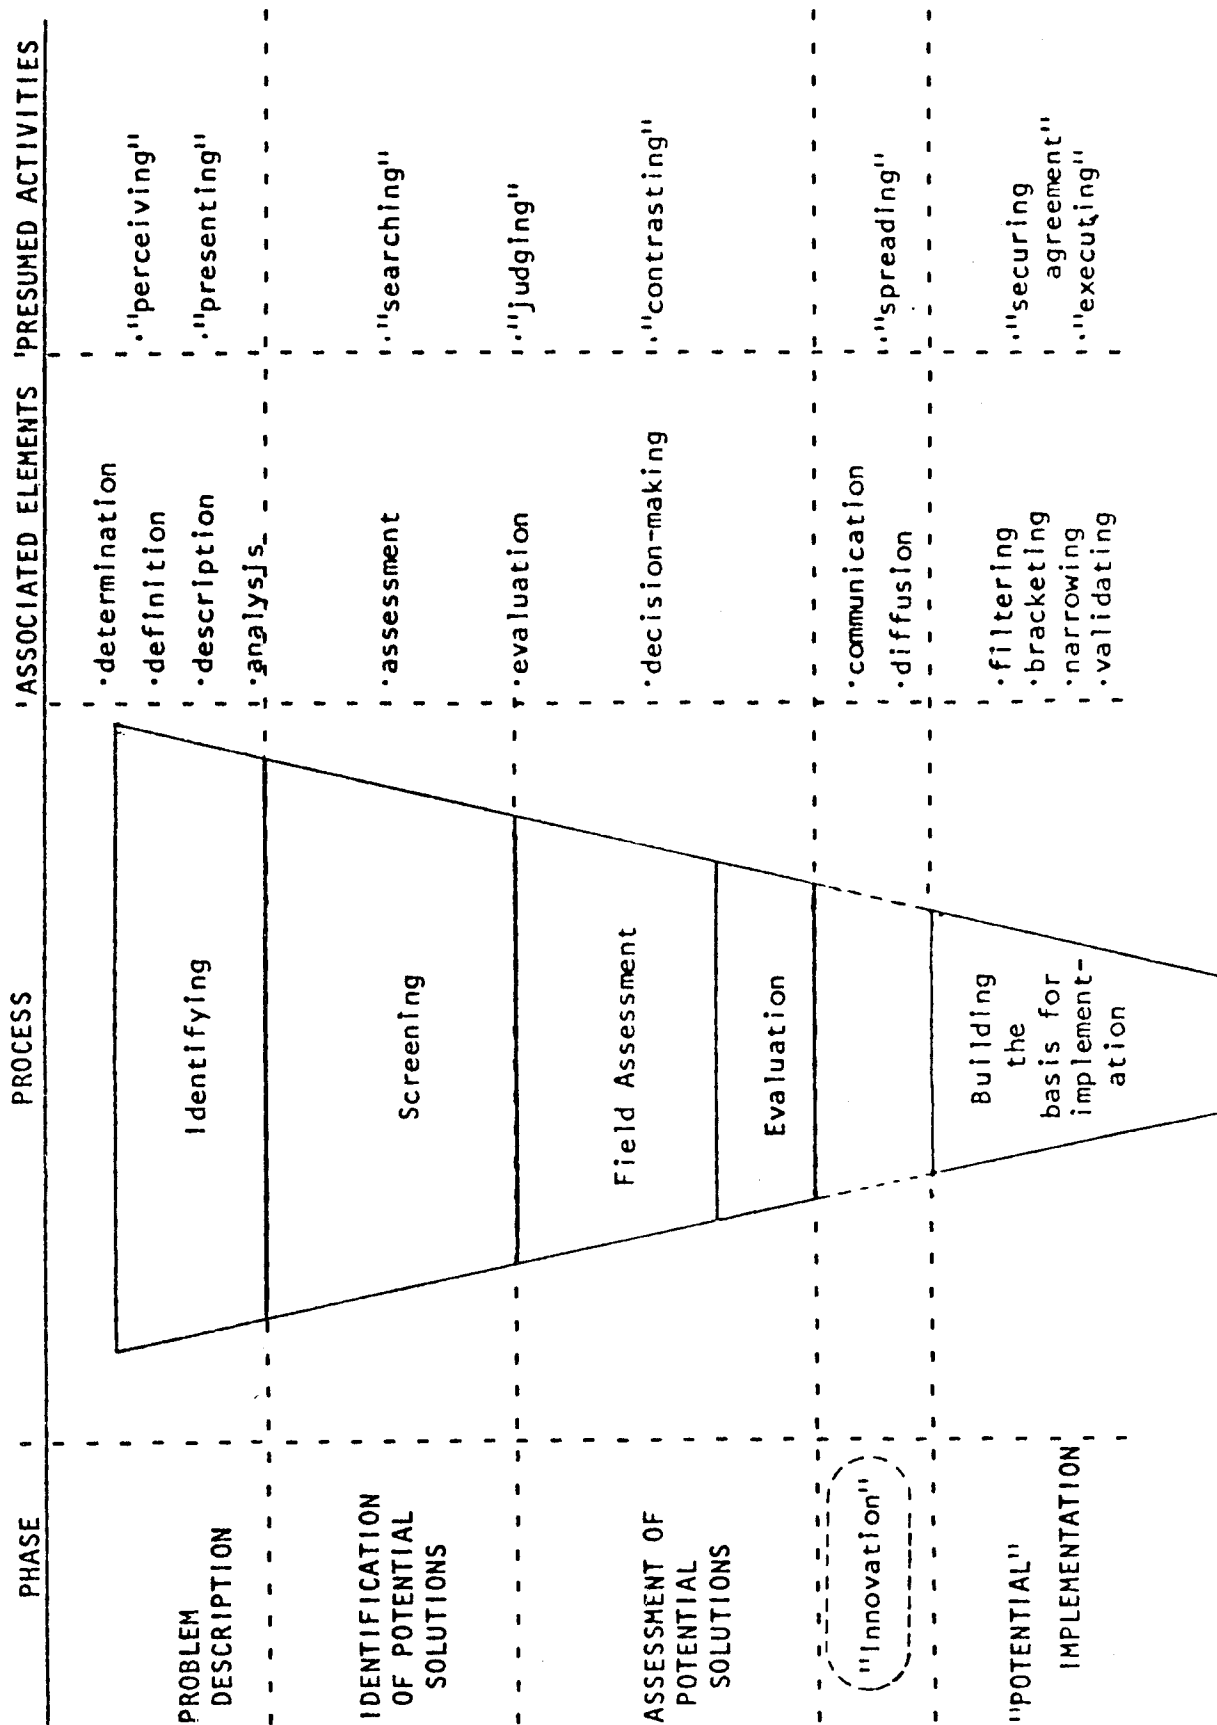 PHASE
PROCESS
'ASSOCIATED ELEMENTS
'PRESUMED ACTIVITIES
PROBLEM
DESCRIPTION
Identifying
·determination
·definition
·description
·analysis
·"perceiving"
·"presenting"
IDENTIFICATION
OF POTENTIAL
SOLUTIONS
Screening
·assessment
·"searching"
ASSESSMENT OF
POTENTIAL
SOLUTIONS
Field Assessment
Evaluation
·evaluation
·decision-making
·"judging"
·"contrasting"
"Innovation"
·communication
·diffusion
·"spreading"
"POTENTIAL"
IMPLEMENTATION
Building
the
basis for
implement-
ation
·filtering
·bracketing
·narrowing
·validating
·"securing
agreement"
·"executing"